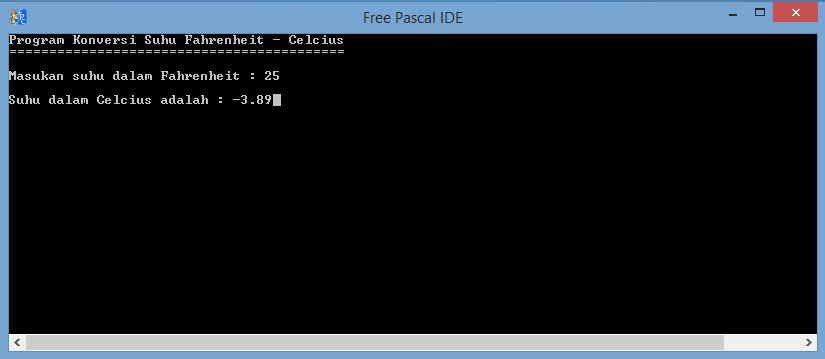 Free Pascal IDE
Program Konversi Suhu Fahrenheit - Celcius
==========================================
Masukan suhu dalam Fahrenheit : 25
Suhu dalam Celcius adalah : -3.89